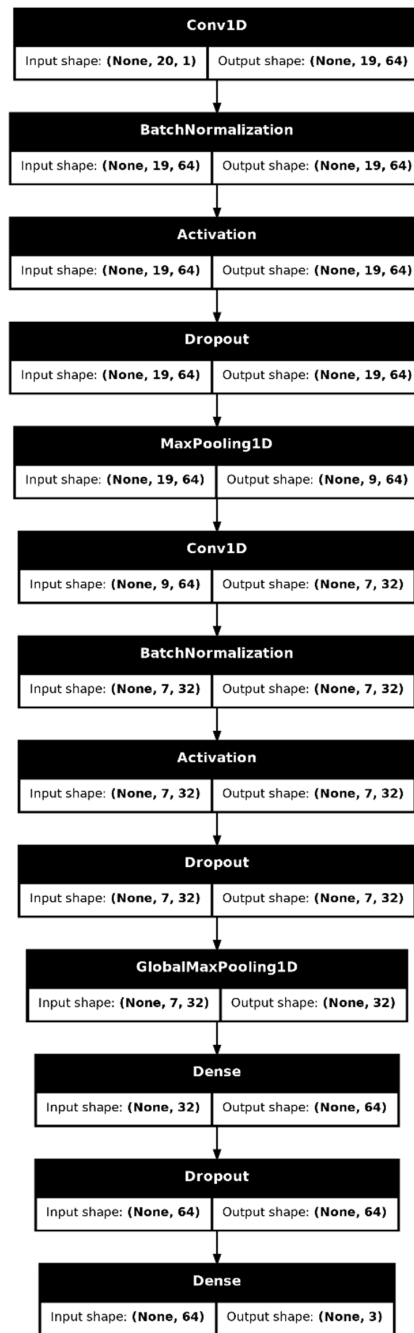 Conv1D
Input shape: (None, 20, 1) Output shape: (None, 19, 64)
BatchNormalization
Input shape: (None, 19, 64) Output shape: (None, 19, 64)
Activation
Input shape: (None, 19, 64) Output shape: (None, 19, 64)
Dropout
Input shape: (None, 19, 64) Output shape: (None, 19, 64)
MaxPooling1D
Input shape: (None, 19, 64) Output shape: (None, 9, 64)
Conv1D
Input shape: (None, 9, 64) Output shape: (None, 7, 32)
BatchNormalization
Input shape: (None, 7, 32) Output shape: (None, 7, 32)
Activation
Input shape: (None, 7, 32) Output shape: (None, 7, 32)
Dropout
Input shape: (None, 7, 32) Output shape: (None, 7, 32)
GlobalMaxPooling1D
Input shape: (None, 7, 32) Output shape: (None, 32)
Dense
Input shape: (None, 32) Output shape: (None, 64)
Dropout
Input shape: (None, 64) Output shape: (None, 64)
Dense
Input shape: (None, 64) Output shape: (None, 3)